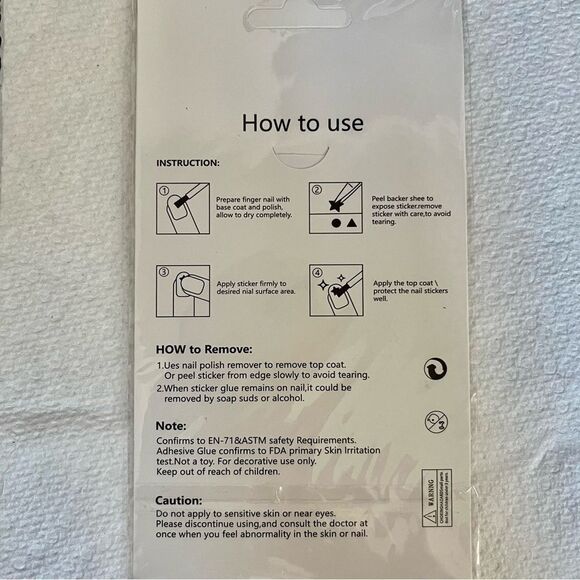 How to use
INSTRUCTION:
1
Prepare finger nail with
base coat and polish,
allow to dry completely.
2
Peel backer shee to
expose sticker.remove
sticker with care,to avoid
tearing.
3
Apply sticker firmly to
desired nial surface area.
4
Apply the top coat \
protect the nail stickers
well.
HOW to Remove:
1.Ues nail polish remover to remove top coat.
Or peel sticker from edge slowly to avoid tearing.
2.When sticker glue remains on nail,it could be
removed by soap suds or alcohol.
Note:
Confirms to EN-71&ASTM safety Requirements.
Adhesive Glue confirms to FDA primary Skin Irritation
test.Not a toy. For decorative use only.
Keep out of reach of children.
Caution:
Do not apply to sensitive skin or near eyes.
Please discontinue using,and consult the doctor at
once when you feel abnormality in the skin or nail.
0-3
WARNNG